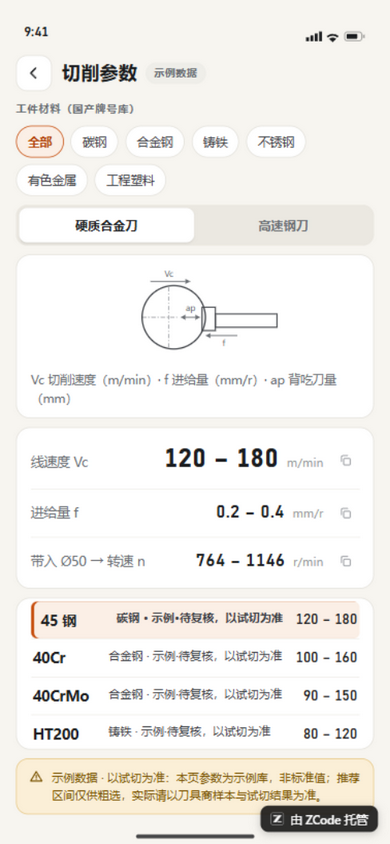 9:41
切削参数 示例数据
工件材料（国产牌号库）
全部 碳钢 合金钢 铸铁 不锈钢
有色金属 工程塑料
硬质合金刀 高速钢刀
Vc
ap
f
Vc 切削速度（m/min）· f 进给量（mm/r）· ap 背吃刀量
（mm）
线速度 Vc 120 – 180 m/min
进给量 f 0.2 – 0.4 mm/r
带入 Ø50 → 转速 n 764 – 1146 r/min
45 钢 碳钢 · 示例·待复核，以试切为准 120 – 180
40Cr 合金钢 · 示例·待复核，以试切为准 100 – 160
40CrMo 合金钢 · 示例·待复核，以试切为准 90 – 150
HT200 铸铁 · 示例·待复核，以试切为准 80 – 120
示例数据 · 以试切为准：本页参数为示例库，非标准值；推荐
区间仅供粗选，实际请以刀具商样本与试切结果为准。
由 ZCode 托管